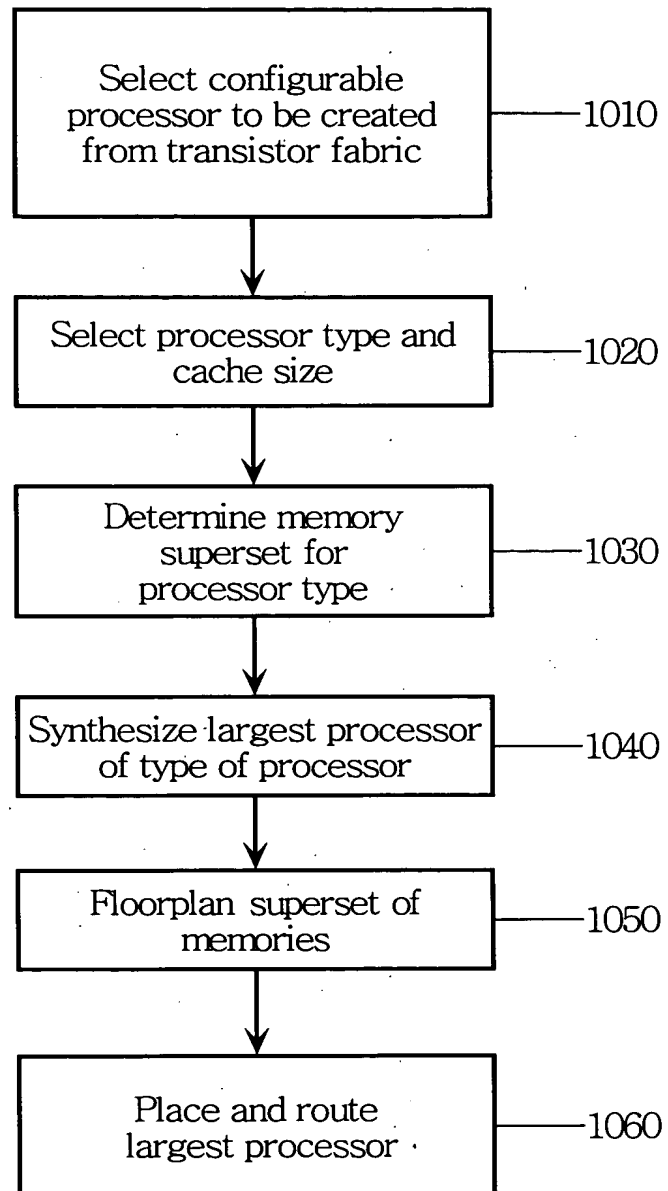 Select configurable
processor to be created
from transistor fabric
1010
Select processor type and
cache size
1020
Determine memory
superset for
processor type
1030
Synthesize largest processor
of type of processor
1040
Floorplan superset of
memories
1050
Place and route
largest processor
1060